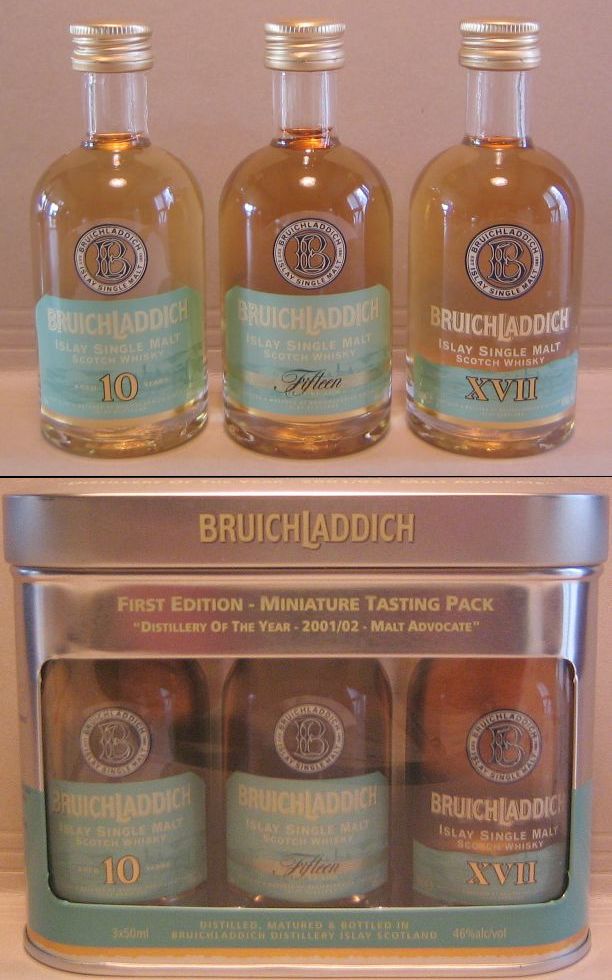 BRUICHLADDICH
ISLAY SINGLE MALT
B
BRUICHLADDICH
ISLAY SINGLE MALT
SCOTCH WHISKY
AGED 10 YEARS
BRUICHLADDICH
ISLAY SINGLE MALT
B
BRUICHLADDICH
ISLAY SINGLE MALT
SCOTCH WHISKY
Fifteen
BRUICHLADDICH
ISLAY SINGLE MALT
B
BRUICHLADDICH
ISLAY SINGLE MALT
SCOTCH WHISKY
XVII
BRUICHLADDICH
FIRST EDITION - MINIATURE TASTING PACK
"DISTILLERY OF THE YEAR - 2001/02 - MALT ADVOCATE"
BRUICHLADDICH
ISLAY SINGLE MALT
B
BRUICHLADDICH
ISLAY SINGLE MALT
SCOTCH WHISKY
AGED 10 YEARS
BRUICHLADDICH
ISLAY SINGLE MALT
B
BRUICHLADDICH
ISLAY SINGLE MALT
SCOTCH WHISKY
Fifteen
BRUICHLADDICH
ISLAY SINGLE MALT
B
BRUICHLADDICH
ISLAY SINGLE MALT
SCOTCH WHISKY
XVII
3x50ml
DISTILLED, MATURED & BOTTLED IN
BRUICHLADDICH DISTILLERY ISLAY SCOTLAND
46%alc/vol